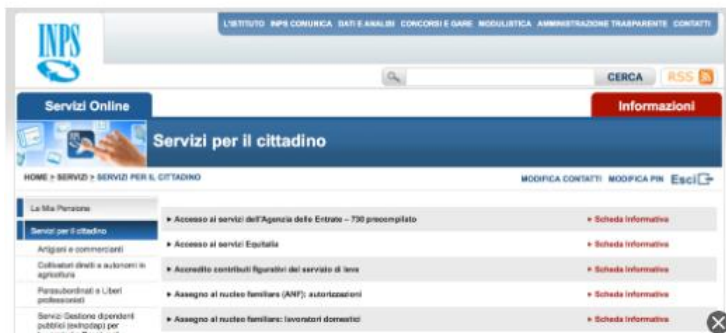 INPS
L'ISTITUTO INPS COMUNICA DATI E ANALISI CONCORSI E GARE MODULISTICA AMMINISTRAZIONE TRASPARENTE CONTATTI
CERCA RSS
Servizi Online
Informazioni
Servizi per il cittadino
HOME > SERVIZI > SERVIZI PER IL CITTADINO
MODIFICA CONTATTI MODIFICA PIN Esci
La Mia Pensione
Servizi per il cittadino
Artigiani e commercianti
Coltivatori diretti e autonomi in
agricoltura
Parasubordinati e Liberi
professionisti
Servizi Gestione dipendenti
pubblici (ex Inpdap) per
Accesso ai servizi dell'Agenzia delle Entrate – 730 precompilato
Scheda Informativa
Accesso ai servizi Equitalia
Scheda Informativa
Accredito contributi figurativi del servizio di leva
Scheda Informativa
Assegno al nucleo familiare (ANF): autorizzazioni
Scheda Informativa
Assegno al nucleo familiare: lavoratori domestici
Scheda Informativa